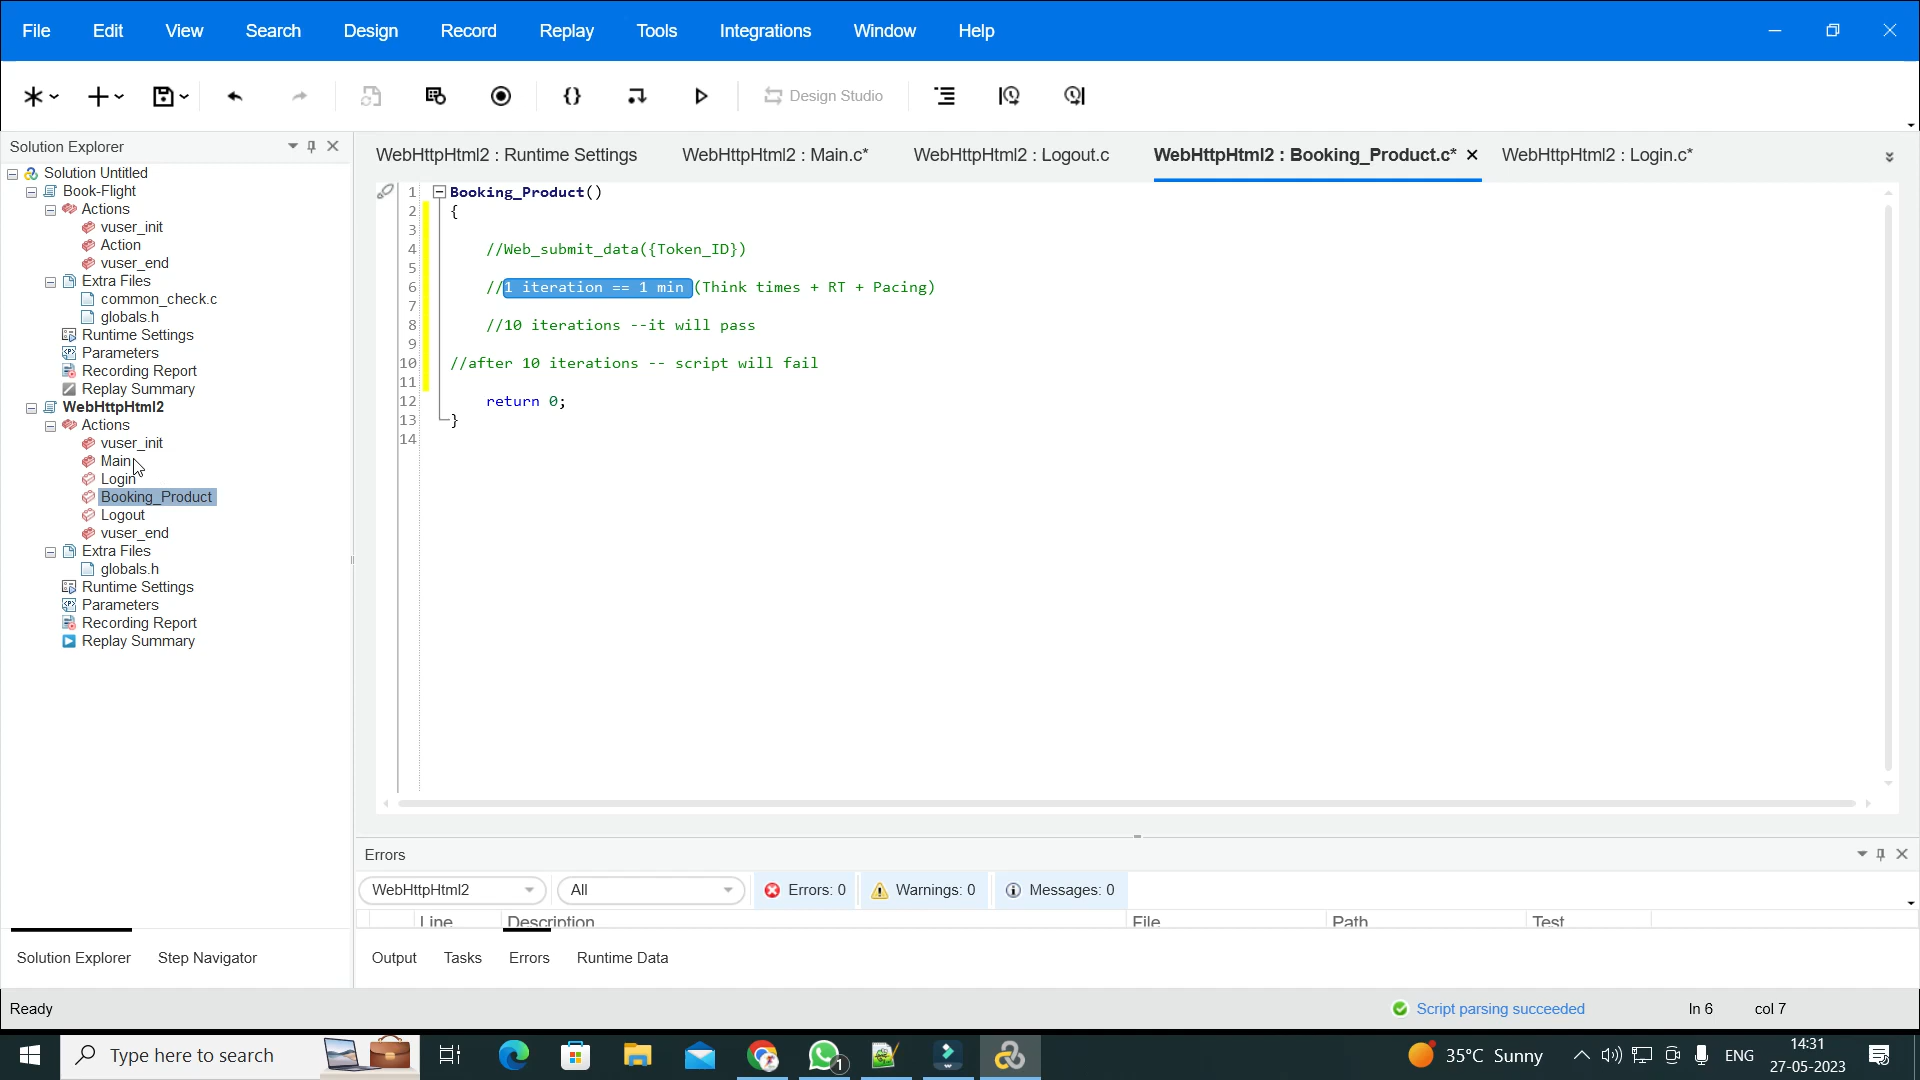 File Edit View Search Design Record Replay Tools Integrations Window Help
Design Studio
Solution Explorer
Solution Untitled
Book-Flight
Actions
vuser_init
Action
vuser_end
Extra Files
common_check.c
globals.h
Runtime Settings
Parameters
Recording Report
Replay Summary
WebHttpHtml2
Actions
vuser_init
Main
Login
Booking_Product
Logout
vuser_end
Extra Files
globals.h
Runtime Settings
Parameters
Recording Report
Replay Summary
Solution Explorer Step Navigator
WebHttpHtml2 : Runtime Settings WebHttpHtml2 : Main.c* WebHttpHtml2 : Logout.c WebHttpHtml2 : Booking_Product.c* WebHttpHtml2 : Login.c*
1 Booking_Product()
2 {
3
4 //Web_submit_data({Token_ID})
5
6 //1 iteration == 1 min (Think times + RT + Pacing)
7
8 //10 iterations --it will pass
9
10 //after 10 iterations -- script will fail
11
12 return 0;
13 }
14
Errors
WebHttpHtml2 All Errors: 0 Warnings: 0 Messages: 0
Line Description File Path Test
Output Tasks Errors Runtime Data
Ready Script parsing succeeded ln 6 col 7
Type here to search 1 35°C Sunny ENG 14:31
27-05-2023